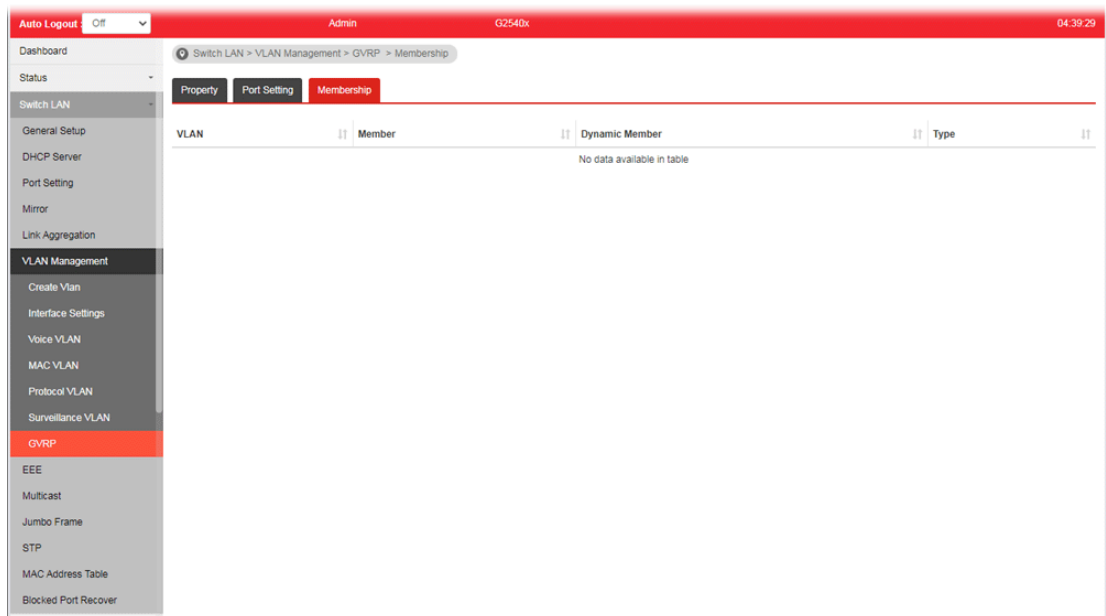 Auto Logout : Off Admin G2540x 04:39:29
Dashboard
Switch LAN > VLAN Management > GVRP > Membership
Status
Property Port Setting Membership
Switch LAN
General Setup
VLAN Member Dynamic Member Type
DHCP Server
No data available in table
Port Setting
Mirror
Link Aggregation
VLAN Management
Create Vlan
Interface Settings
Voice VLAN
MAC VLAN
Protocol VLAN
Surveillance VLAN
GVRP
EEE
Multicast
Jumbo Frame
STP
MAC Address Table
Blocked Port Recover